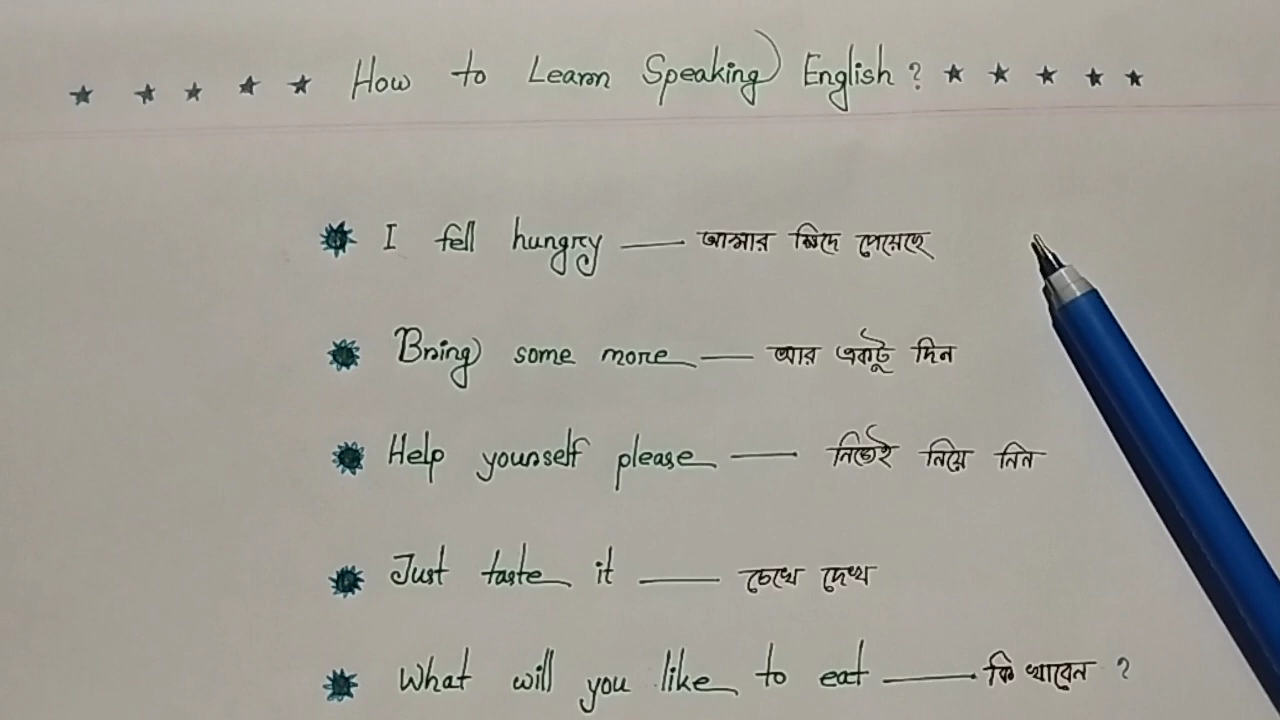 ★ ★ ★ ★ ★ How to Learn Speaking English? ★ ★ ★ ★ ★
I fell hungry — আমার খিদে পেয়েছে
Bring some more — আর একটু দিন
Help yourself please — নিজেই নিয়ে নিন
Just taste it — চেখে দেখ
What will you like to eat — কি খাবেন ?